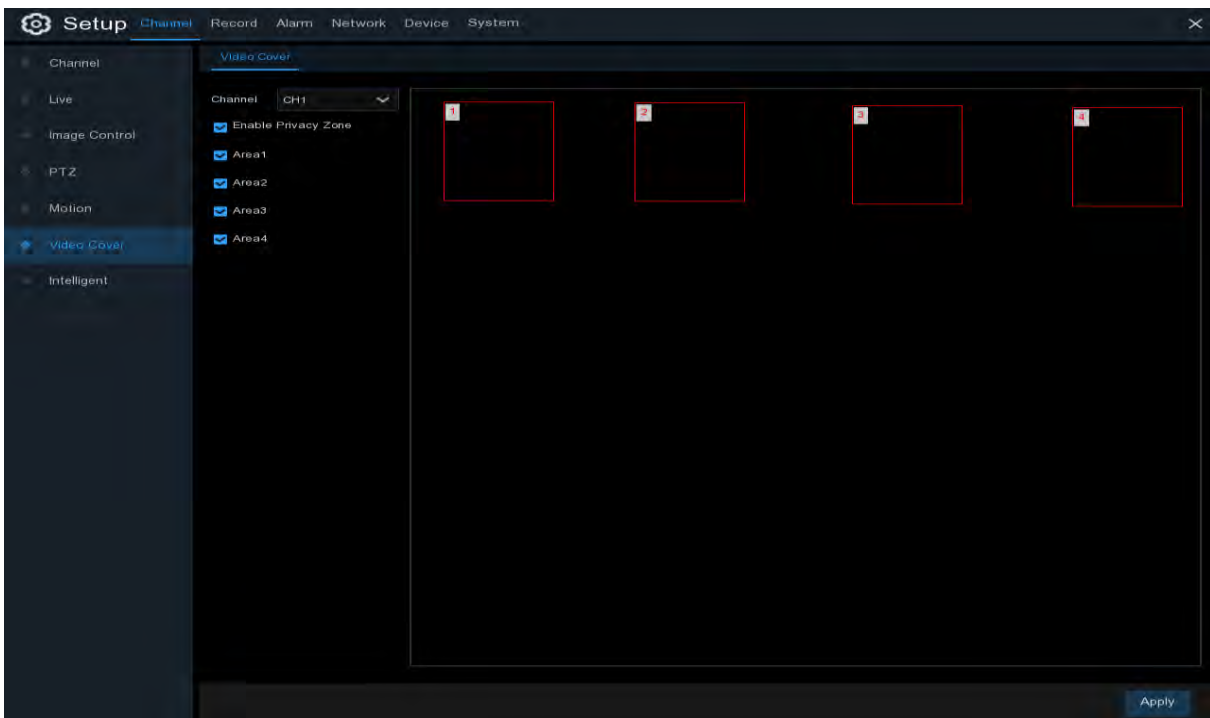 Setup Channel Record Alarm Network Device System
Channel
Live
Image Control
PTZ
Motion
Video Cover
Intelligent
Video Cover
Channel CH1
Enable Privacy Zone
Area1
Area2
Area3
Area4
1 2 3 4
Apply